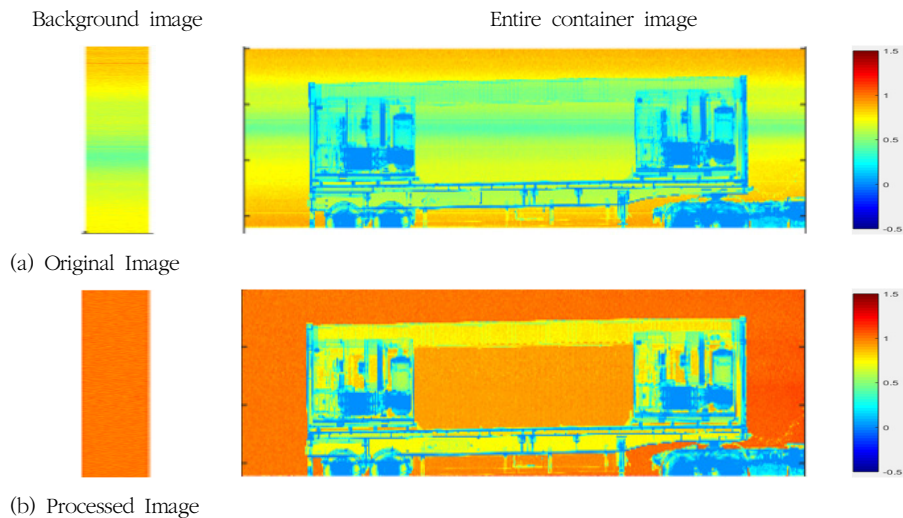 Background image
Entire container image
1.5
1
0.5
0
-0.5
(a) Original Image
1.5
1
0.5
0
-0.5
(b) Processed Image